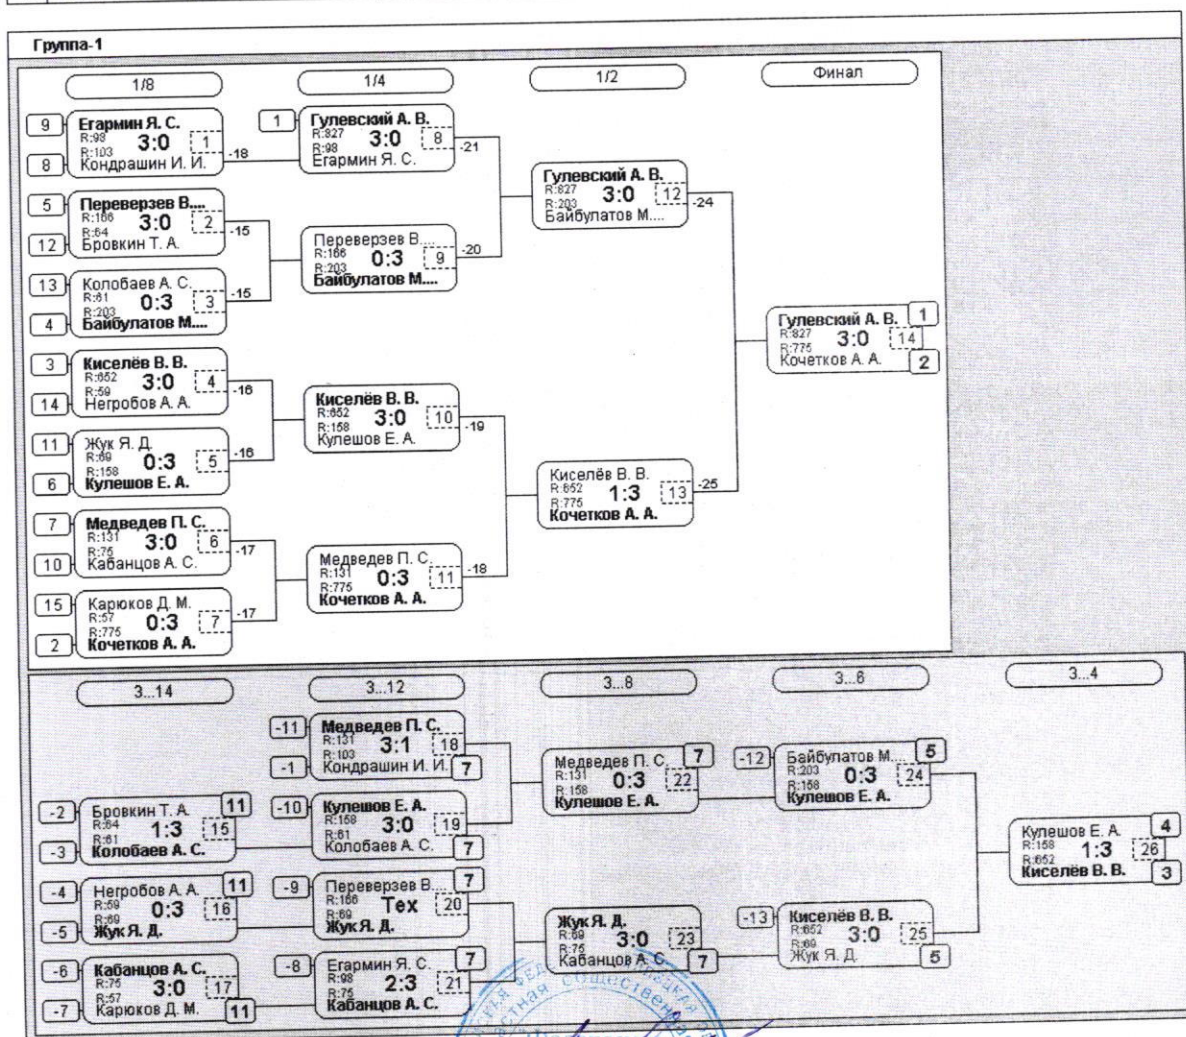 Группа-1
1/8
1/4
1/2
Финал
9
Егармин Я. С.
R:98
R:103
3:0
1
8
Кондрашин И. И.
-18
5
Переверзев В....
R:166
R:64
3:0
2
12
Бровкин Т. А.
-15
13
Колобаев А. С.
R:61
R:203
0:3
3
4
Байбулатов М....
-15
3
Киселёв В. В.
R:652
R:59
3:0
4
14
Негробов А. А.
-16
11
Жук Я. Д.
R:69
R:158
0:3
5
6
Кулешов Е. А.
-16
7
Медведев П. С.
R:131
R:75
3:0
6
10
Кабанцов А. С.
-17
15
Карюков Д. М.
R:57
R:775
0:3
7
2
Кочетков А. А.
-17
1
Гулевский А. В.
R:827
R:98
3:0
8
Егармин Я. С.
-21
Переверзев В....
R:166
R:203
0:3
9
Байбулатов М....
-20
Киселёв В. В.
R:652
R:158
3:0
10
Кулешов Е. А.
-19
Медведев П. С.
R:131
R:775
0:3
11
Кочетков А. А.
-18
Гулевский А. В.
R:827
R:203
3:0
12
Байбулатов М....
-24
Киселёв В. В.
R:652
R:775
1:3
13
Кочетков А. А.
-25
Гулевский А. В.
1
R:827
R:775
3:0
14
Кочетков А. А.
2
3...14
3...12
3...8
3...6
3...4
-2
Бровкин Т. А.
11
R:64
R:61
1:3
15
-3
Колобаев А. С.
-4
Негробов А. А.
11
R:59
R:69
0:3
16
-5
Жук Я. Д.
-6
Кабанцов А. С.
R:75
R:57
3:0
17
-7
Карюков Д. М.
11
-11
Медведев П. С.
R:131
R:103
3:1
18
-1
Кондрашин И. И.
7
-10
Кулешов Е. А.
R:158
R:61
3:0
19
Колобаев А. С.
7
-9
Переверзев В....
7
R:166
R:69
Тех
20
Жук Я. Д.
-8
Егармин Я. С.
7
R:98
R:75
2:3
21
Кабанцов А. С.
Медведев П. С.
7
R:131
R:158
0:3
22
Кулешов Е. А.
Жук Я. Д.
R:69
R:75
3:0
23
Кабанцов А. С.
7
-12
Байбулатов М....
5
R:203
R:158
0:3
24
Кулешов Е. А.
-13
Киселёв В. В.
R:652
R:69
3:0
25
Жук Я. Д.
5
Кулешов Е. А.
4
R:158
R:652
1:3
26
Киселёв В. В.
3